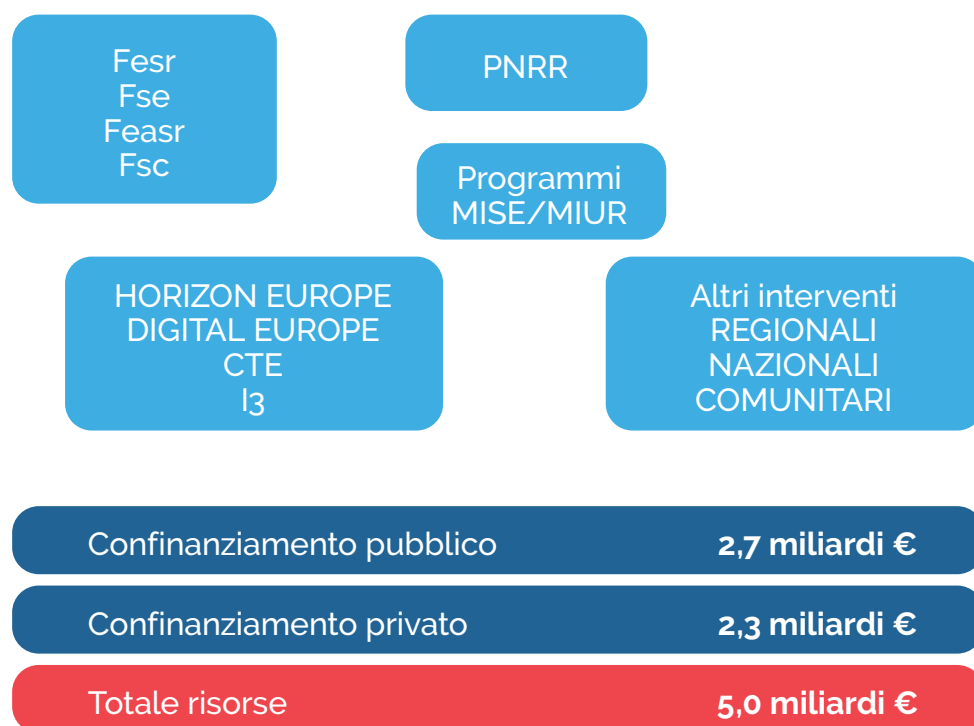 Fesr
Fse
Feasr
Fsc
PNRR
Programmi
MISE/MIUR
HORIZON EUROPE
DIGITAL EUROPE
CTE
I3
Altri interventi
REGIONALI
NAZIONALI
COMUNITARI
Confinanziamento pubblico 2,7 miliardi €
Confinanziamento privato 2,3 miliardi €
Totale risorse 5,0 miliardi €